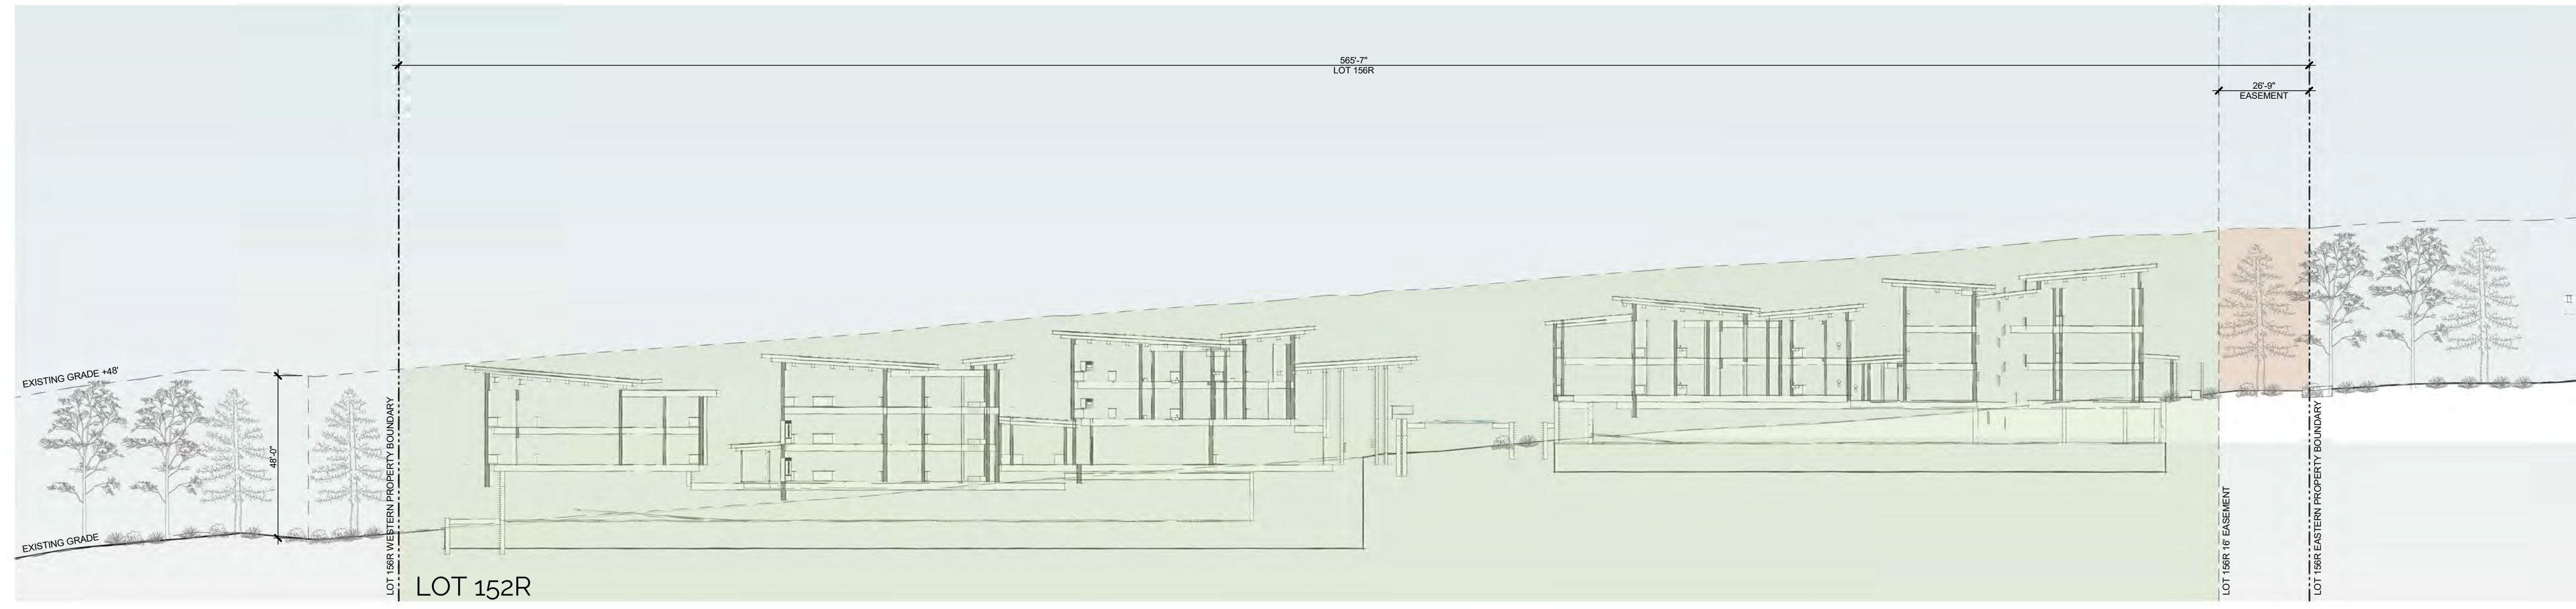 565'-7"
LOT 156R
26'-9"
EASEMENT
EXISTING GRADE +48'
48'-0"
EXISTING GRADE
LOT 156R WESTERN PROPERTY BOUNDARY
LOT 152R
LOT 156R 16' EASEMENT
LOT 156R EASTERN PROPERTY BOUNDARY